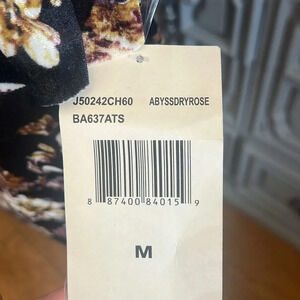 J50242CH60 ABYSSDRYROSE
BA637ATS
8 87400 84015 9
M